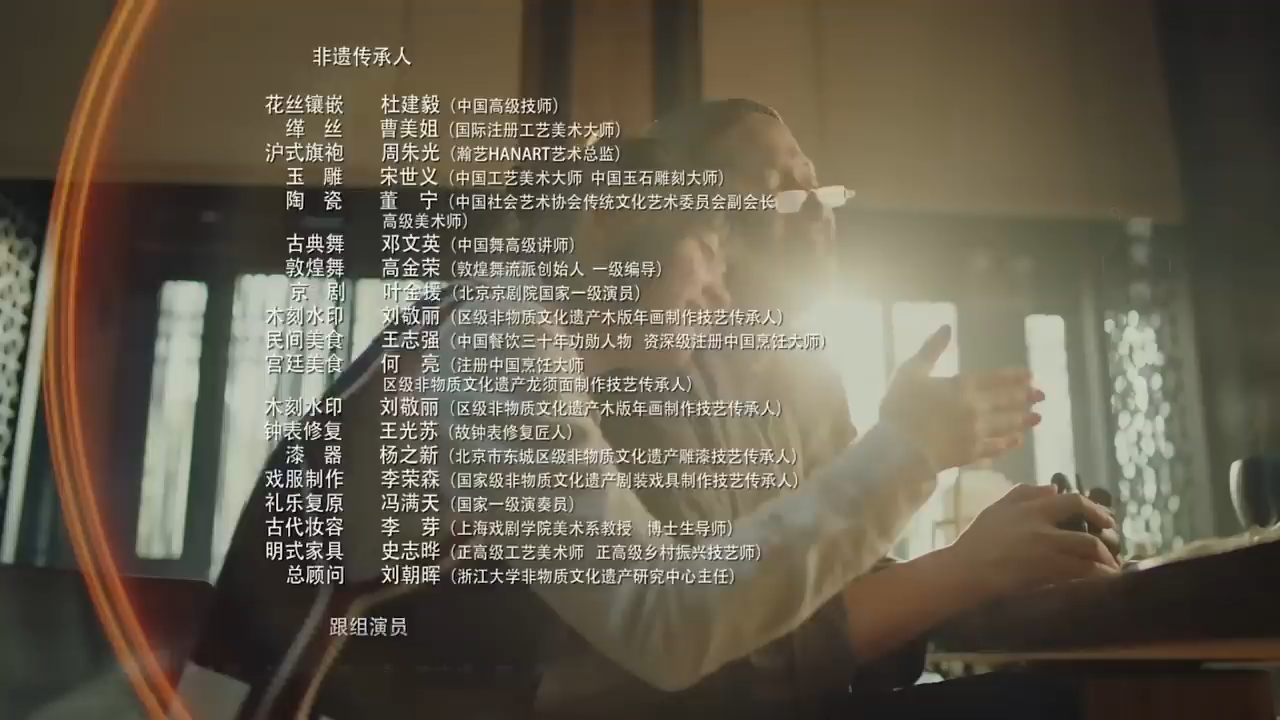 非遗传承人
花丝镶嵌 杜建毅（中国高级技师）
缂 丝 曹美姐（国际注册工艺美术大师）
沪式旗袍 周朱光（瀚艺HANART艺术总监）
玉 雕 宋世义（中国工艺美术大师 中国玉石雕刻大师）
陶 瓷 董 宁（中国社会艺术协会传统文化艺术委员会副会长
高级美术师）
古典舞 邓文英（中国舞高级讲师）
敦煌舞 高金荣（敦煌舞流派创始人 一级编导）
京 剧 叶金援（北京京剧院国家一级演员）
木刻水印 刘敬丽（区级非物质文化遗产木版年画制作技艺传承人）
民间美食 王志强（中国餐饮三十年功勋人物 资深级注册中国烹饪大师）
宫廷美食 何 亮（注册中国烹饪大师
区级非物质文化遗产龙须面制作技艺传承人）
木刻水印 刘敬丽（区级非物质文化遗产木版年画制作技艺传承人）
钟表修复 王光苏（故钟表修复匠人）
漆 器 杨之新（北京市东城区级非物质文化遗产雕漆技艺传承人）
戏服制作 李荣森（国家级非物质文化遗产剧装戏具制作技艺传承人）
礼乐复原 冯满天（国家一级演奏员）
古代妆容 李 芽（上海戏剧学院美术系教授 博士生导师）
明式家具 史志晔（正高级工艺美术师 正高级乡村振兴技艺师）
总顾问 刘朝晖（浙江大学非物质文化遗产研究中心主任）
跟组演员